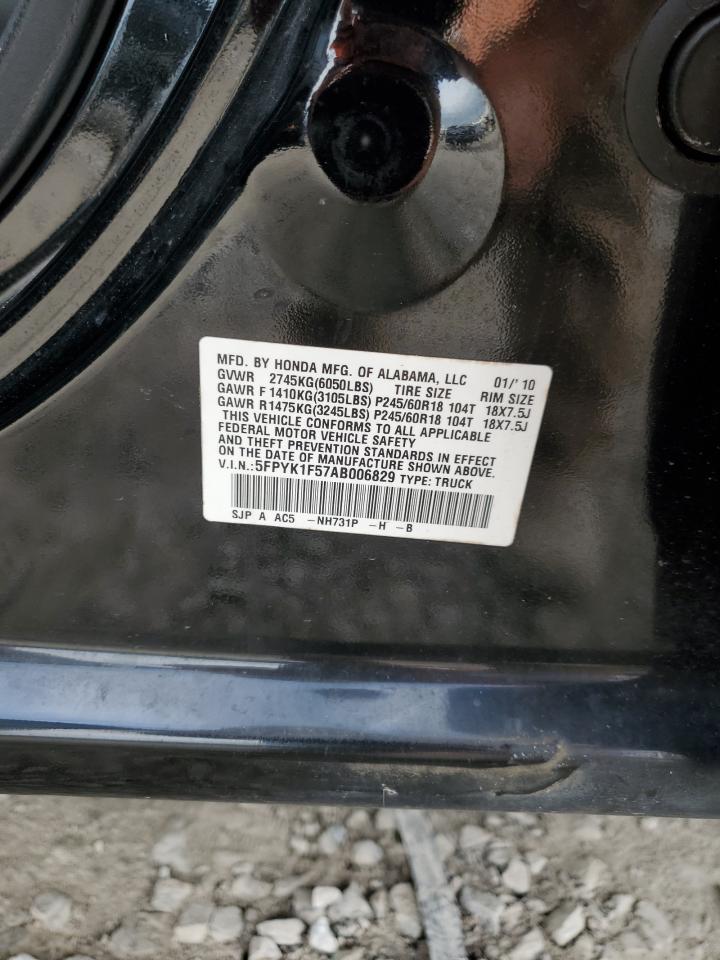 MFD. BY HONDA MFG. OF ALABAMA, LLC 01/' 10
GVWR 2745KG(6050LBS) TIRE SIZE RIM SIZE
GAWR F 1410KG(3105LBS) P245/60R18 104T 18X7.5J
GAWR R1475KG(3245LBS) P245/60R18 104T 18X7.5J
THIS VEHICLE CONFORMS TO ALL APPLICABLE
FEDERAL MOTOR VEHICLE SAFETY
AND THEFT PREVENTION STANDARDS IN EFFECT
ON THE DATE OF MANUFACTURE SHOWN ABOVE.
V.I.N.:5FPYK1F57AB006829 TYPE: TRUCK
SJP A AC5 -NH731P -H -B